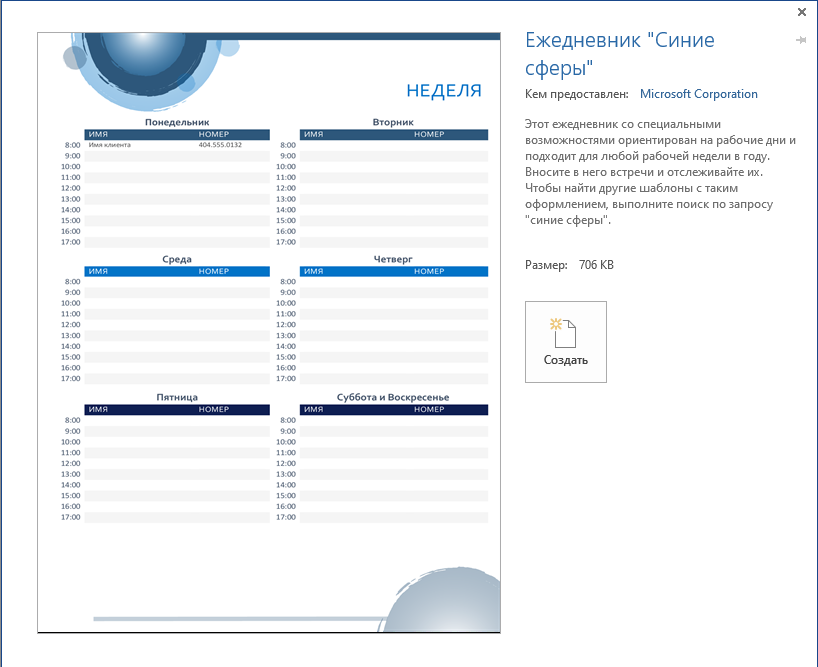 Ежедневник "Синие
сферы"
Кем предоставлен: Microsoft Corporation
Этот ежедневник со специальными
возможностями ориентирован на рабочие дни и
подходит для любой рабочей недели в году.
Вносите в него встречи и отслеживайте их.
Чтобы найти другие шаблоны с таким
оформлением, выполните поиск по запросу
"синие сферы".
Размер: 706 KB
Создать
НЕДЕЛЯ
Понедельник
ИМЯ НОМЕР
8:00 Имя клиента 404.555.0132
9:00
10:00
11:00
12:00
13:00
14:00
15:00
16:00
17:00
Вторник
ИМЯ НОМЕР
8:00
9:00
10:00
11:00
12:00
13:00
14:00
15:00
16:00
17:00
Среда
ИМЯ НОМЕР
8:00
9:00
10:00
11:00
12:00
13:00
14:00
15:00
16:00
17:00
Четверг
ИМЯ НОМЕР
8:00
9:00
10:00
11:00
12:00
13:00
14:00
15:00
16:00
17:00
Пятница
ИМЯ НОМЕР
8:00
9:00
10:00
11:00
12:00
13:00
14:00
15:00
16:00
17:00
Суббота и Воскресенье
ИМЯ НОМЕР
8:00
9:00
10:00
11:00
12:00
13:00
14:00
15:00
16:00
17:00